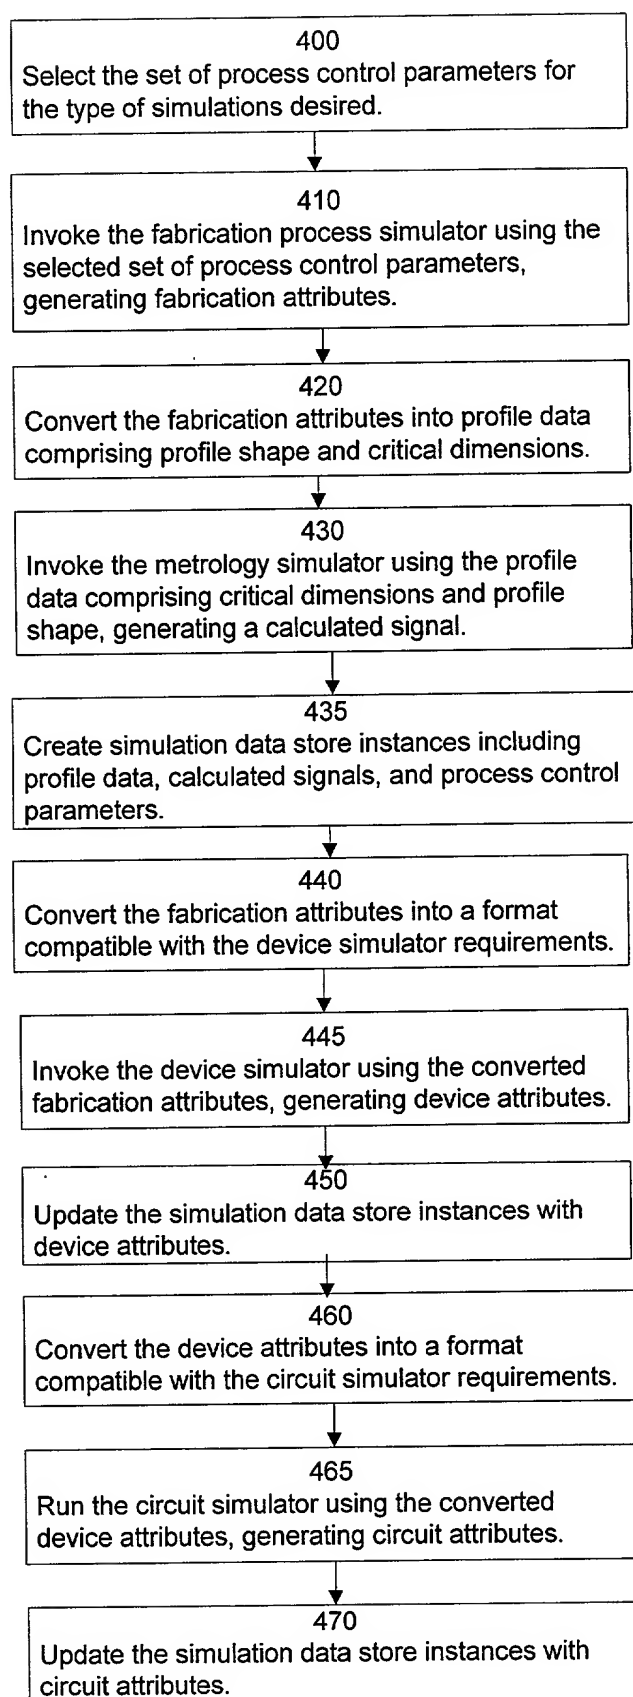 400
Select the set of process control parameters for
the type of simulations desired.
410
Invoke the fabrication process simulator using the
selected set of process control parameters,
generating fabrication attributes.
420
Convert the fabrication attributes into profile data
comprising profile shape and critical dimensions.
430
Invoke the metrology simulator using the profile
data comprising critical dimensions and profile
shape, generating a calculated signal.
435
Create simulation data store instances including
profile data, calculated signals, and process control
parameters.
440
Convert the fabrication attributes into a format
compatible with the device simulator requirements.
445
Invoke the device simulator using the converted
fabrication attributes, generating device attributes.
450
Update the simulation data store instances with
device attributes.
460
Convert the device attributes into a format
compatible with the circuit simulator requirements.
465
Run the circuit simulator using the converted
device attributes, generating circuit attributes.
470
Update the simulation data store instances with
circuit attributes.